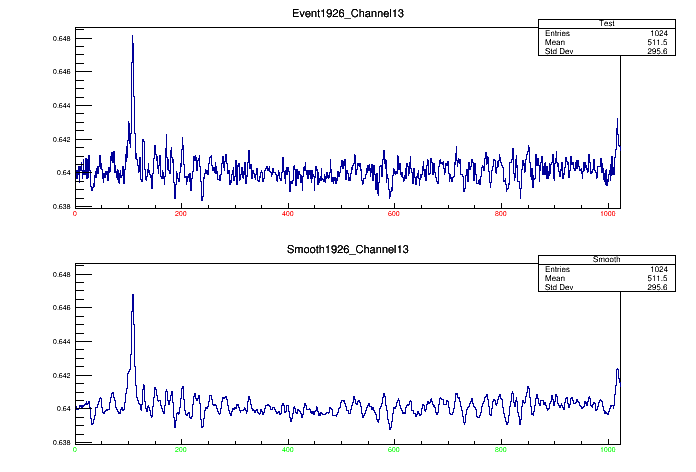 Event1926_Channel13
Test
Entries 1024
Mean 511.5
Std Dev 295.6
0.648
0.646
0.644
0.642
0.64
0.638
0 200 400 600 800 1000
Smooth1926_Channel13
Smooth
Entries 1024
Mean 511.5
Std Dev 295.6
0.648
0.646
0.644
0.642
0.64
0.638
0 200 400 600 800 1000